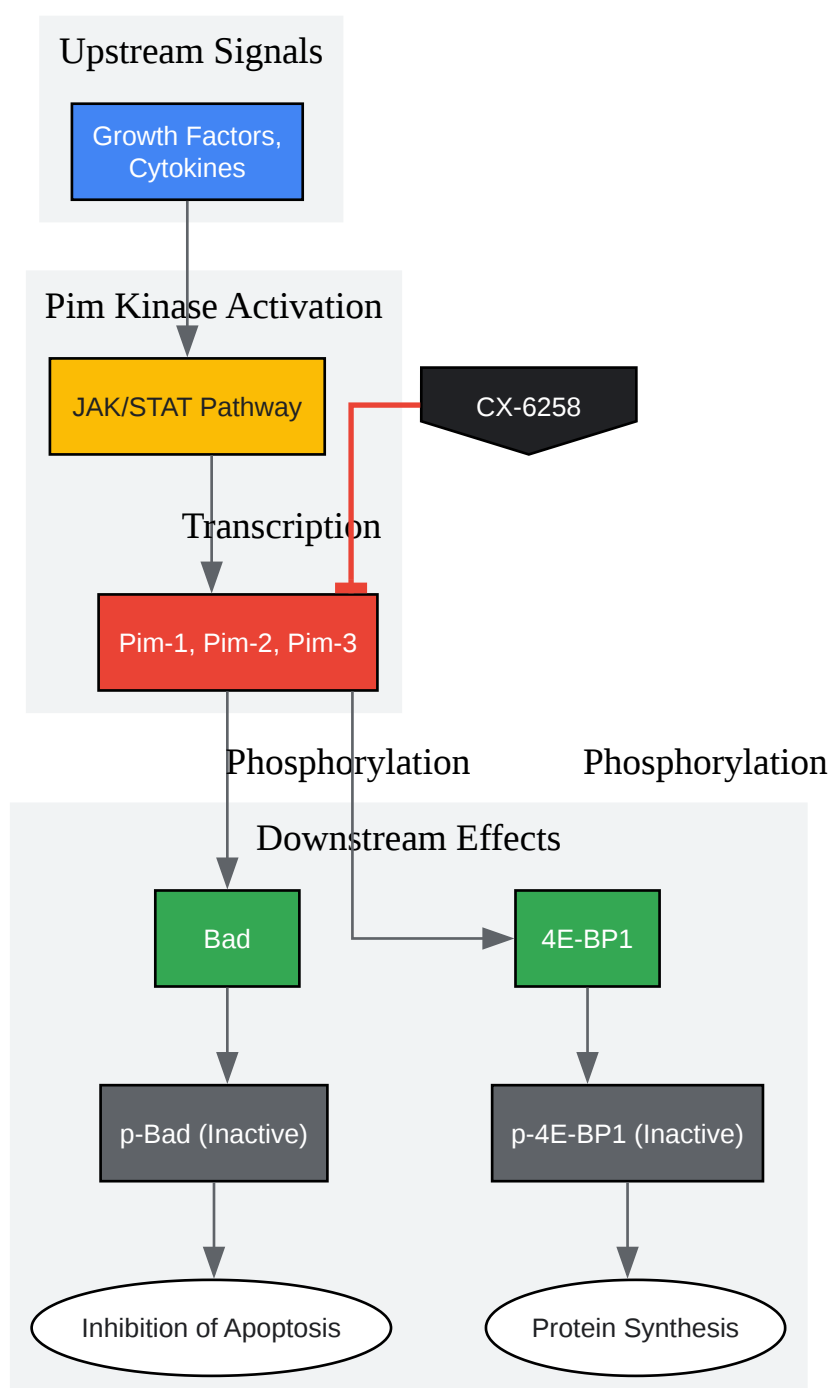 Upstream Signals
Growth Factors,
Cytokines
Pim Kinase Activation
JAK/STAT Pathway
CX-6258
Transcription
Pim-1, Pim-2, Pim-3
Phosphorylation
Phosphorylation
Downstream Effects
Bad
4E-BP1
p-Bad (Inactive)
p-4E-BP1 (Inactive)
Inhibition of Apoptosis
Protein Synthesis